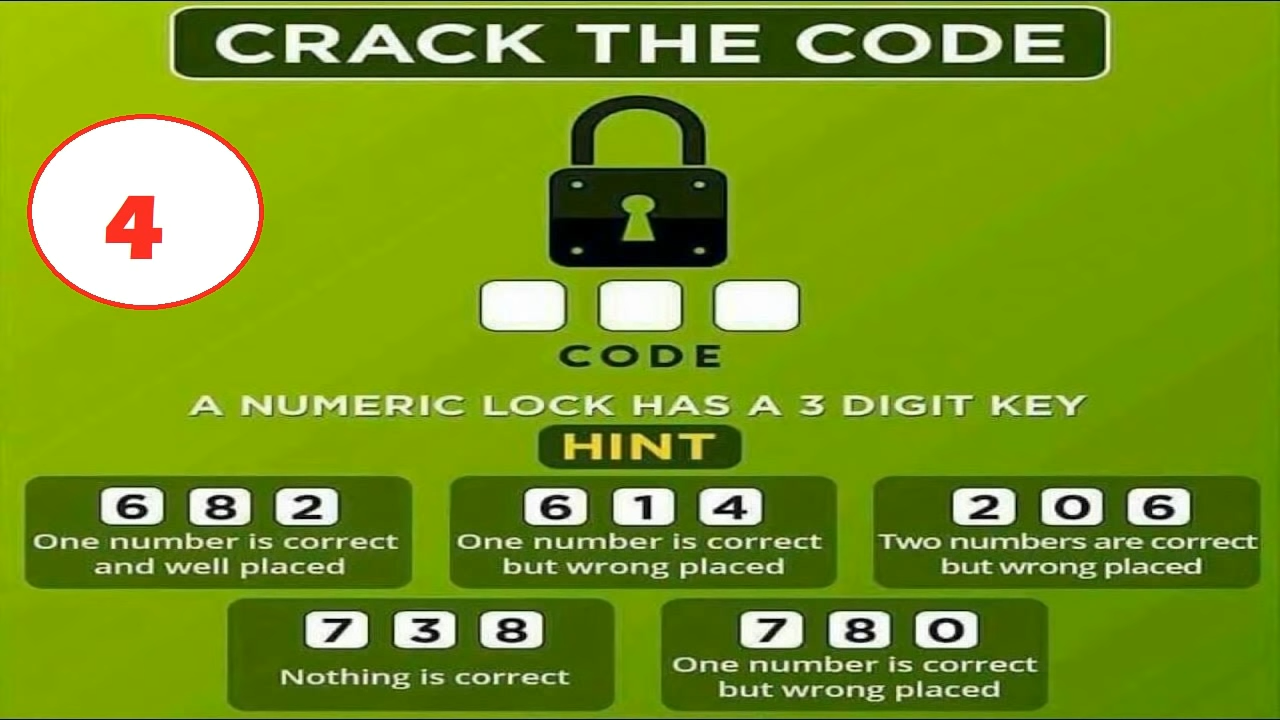 CRACK THE CODE
4
CODE
A NUMERIC LOCK HAS A 3 DIGIT KEY
HINT
6 8 2
One number is correct
and well placed
6 1 4
One number is correct
but wrong placed
2 0 6
Two numbers are correct
but wrong placed
7 3 8
Nothing is correct
7 8 0
One number is correct
but wrong placed